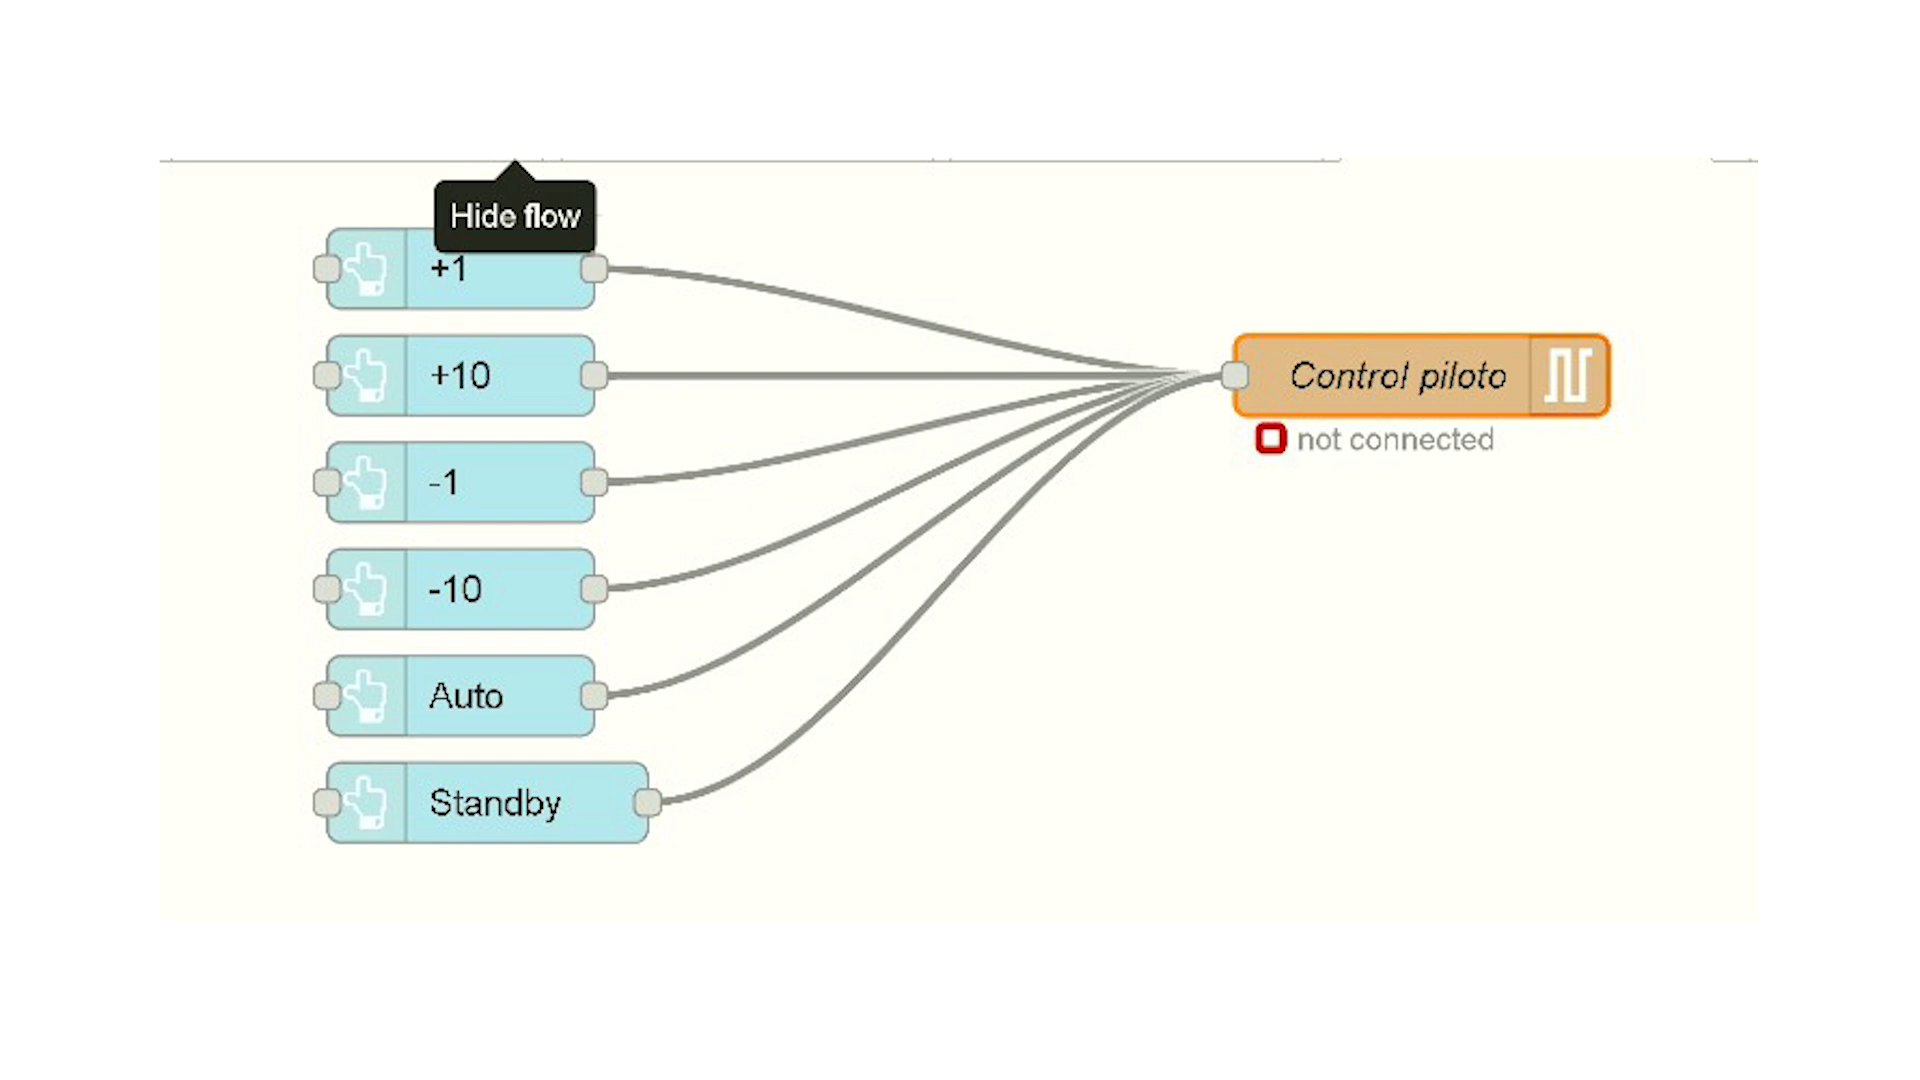 Hide flow
+1
+10
Control piloto
not connected
-1
-10
Auto
Standby